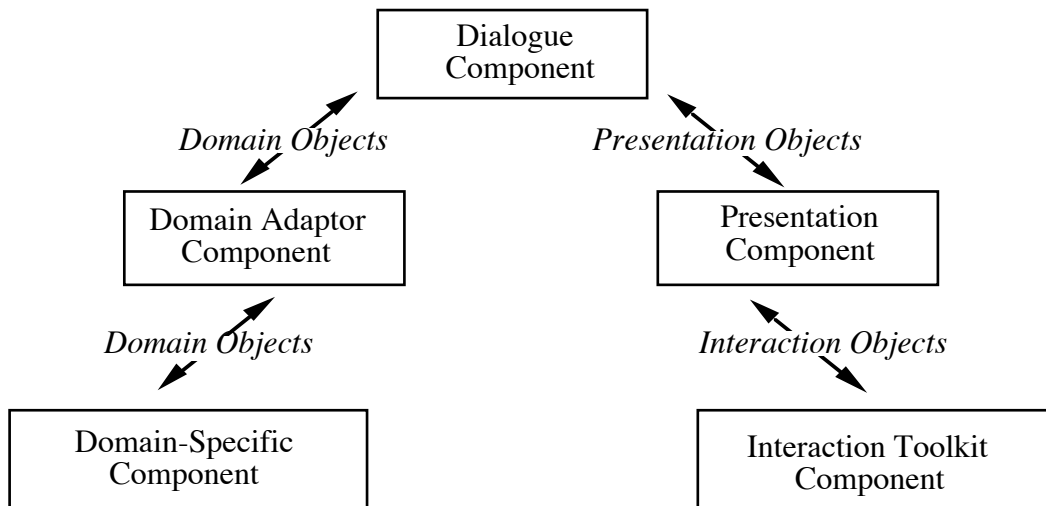 Dialogue
Component
Domain Objects
Presentation Objects
Domain Adaptor
Component
Presentation
Component
Domain Objects
Interaction Objects
Domain-Specific
Component
Interaction Toolkit
Component